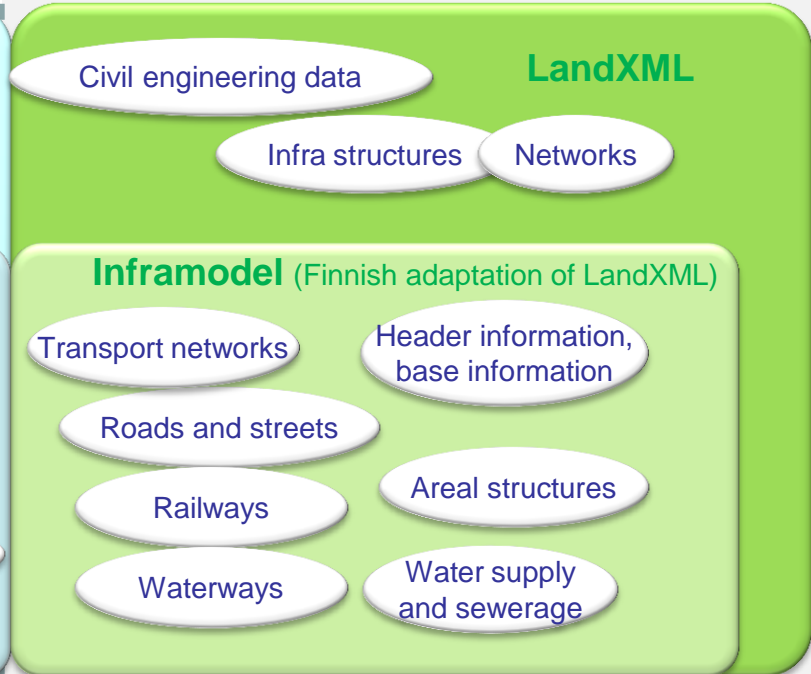 LandXML
Civil engineering data
Infra structures
Networks
Inframodel (Finnish adaptation of LandXML)
Transport networks
Header information,
base information
Roads and streets
Areal structures
Railways
Waterways
Water supply
and sewerage